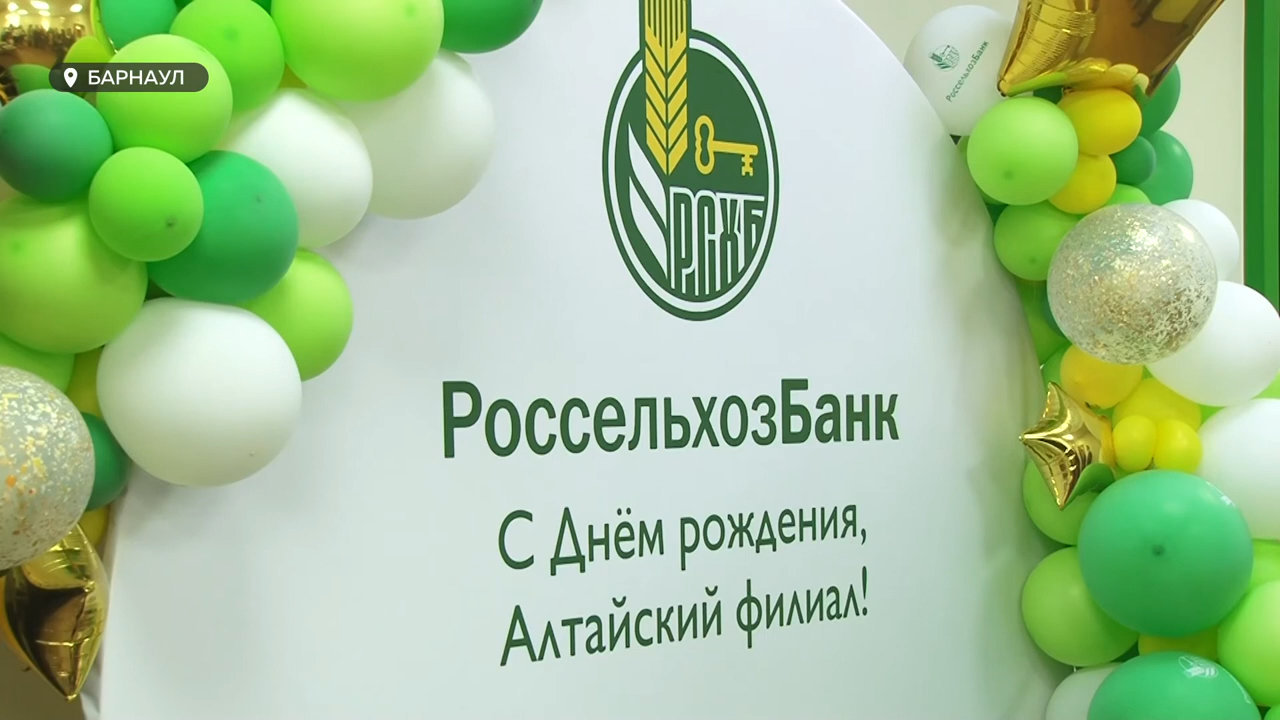 БАРНАУЛ
РоссельхозБанк
РСХБ
РоссельхозБанк
С Днём рождения,
Алтайский филиал!